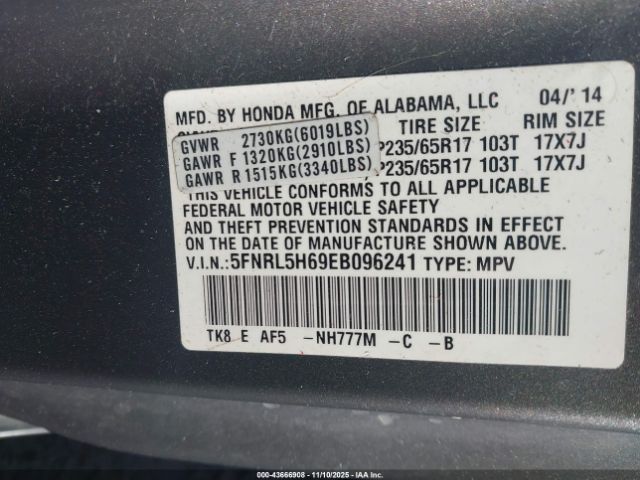 MFD. BY HONDA MFG. OF ALABAMA, LLC 04/'14
TIRE SIZE RIM SIZE
GVWR 2730KG(6019LBS)
GAWR F 1320KG(2910LBS) P235/65R17 103T 17X7J
GAWR R 1515KG(3340LBS) P235/65R17 103T 17X7J
THIS VEHICLE CONFORMS TO ALL APPLICABLE
FEDERAL MOTOR VEHICLE SAFETY
AND THEFT PREVENTION STANDARDS IN EFFECT
ON THE DATE OF MANUFACTURE SHOWN ABOVE.
V.I.N.:5FNRL5H69EB096241 TYPE: MPV
TK8 E AF5 -NH777M -C -B
000-43666908 - 11/10/2025 - IAAI.com